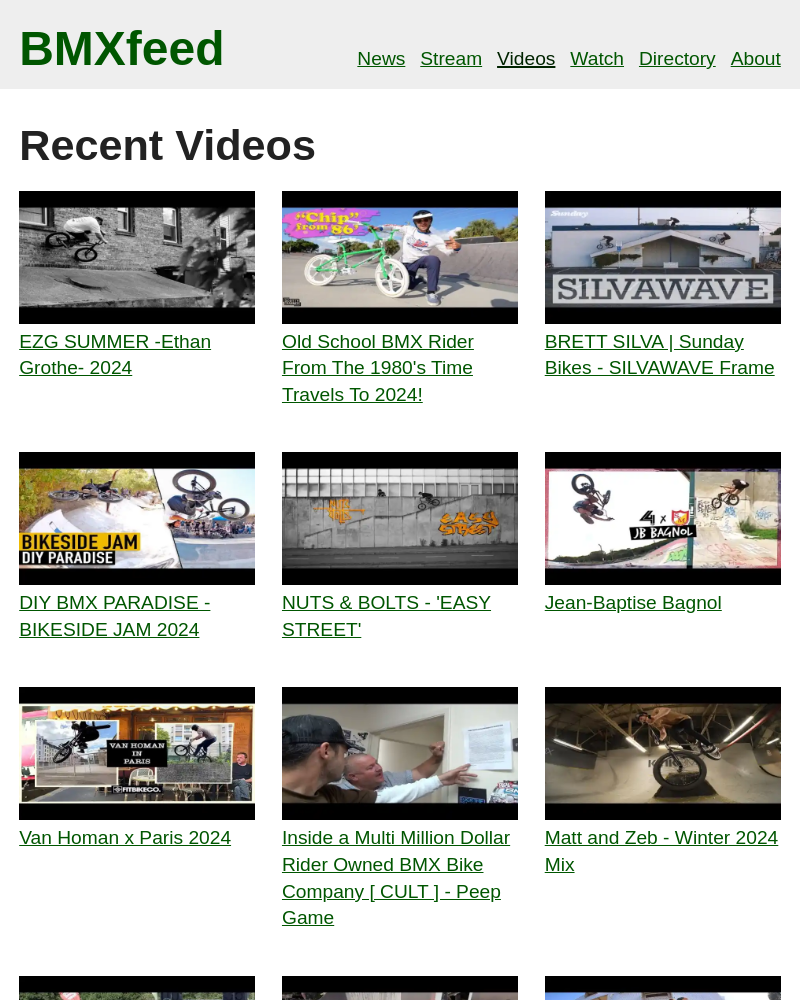 BMXfeed
News Stream Videos Watch Directory About
Recent Videos
"Chip"
from 86'
Sunday
SILVAWAVE
EZG SUMMER -Ethan
Grothe- 2024
Old School BMX Rider
From The 1980's Time
Travels To 2024!
BRETT SILVA | Sunday
Bikes - SILVAWAVE Frame
BIKESIDE JAM
DIY PARADISE
EASY
STREET
X
JB BAGNOL
DIY BMX PARADISE -
BIKESIDE JAM 2024
NUTS & BOLTS - 'EASY
STREET'
Jean-Baptise Bagnol
VAN HOMAN
IN
PARIS
FITBIKECO.
Van Homan x Paris 2024
Inside a Multi Million Dollar
Rider Owned BMX Bike
Company [ CULT ] - Peep
Game
Matt and Zeb - Winter 2024
Mix